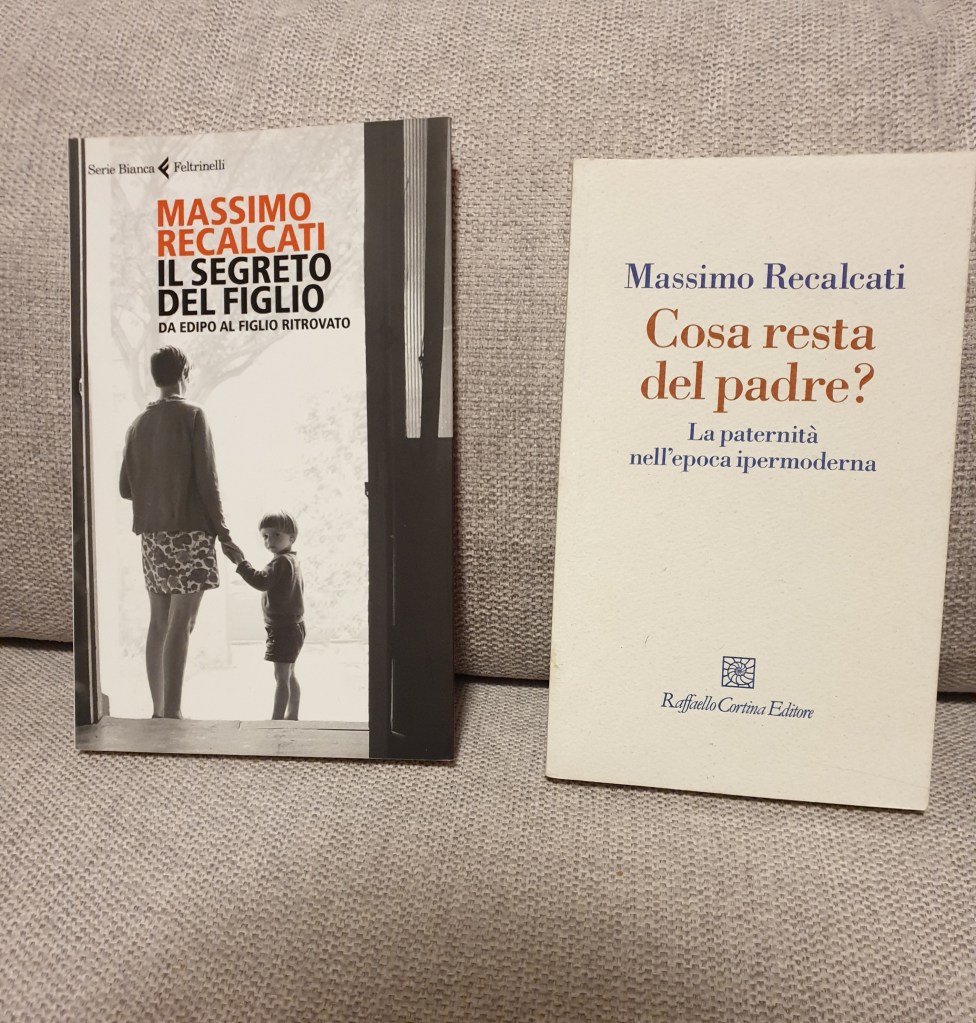 Serie Bianca Feltrinelli
MASSIMO
RECALCATI
IL SEGRETO
DEL FIGLIO
DA EDIPO AL FIGLIO RITROVATO
Massimo Recalcati
Cosa resta
del padre?
La paternità
nell'epoca ipermoderna
Raffaello Cortina Editore